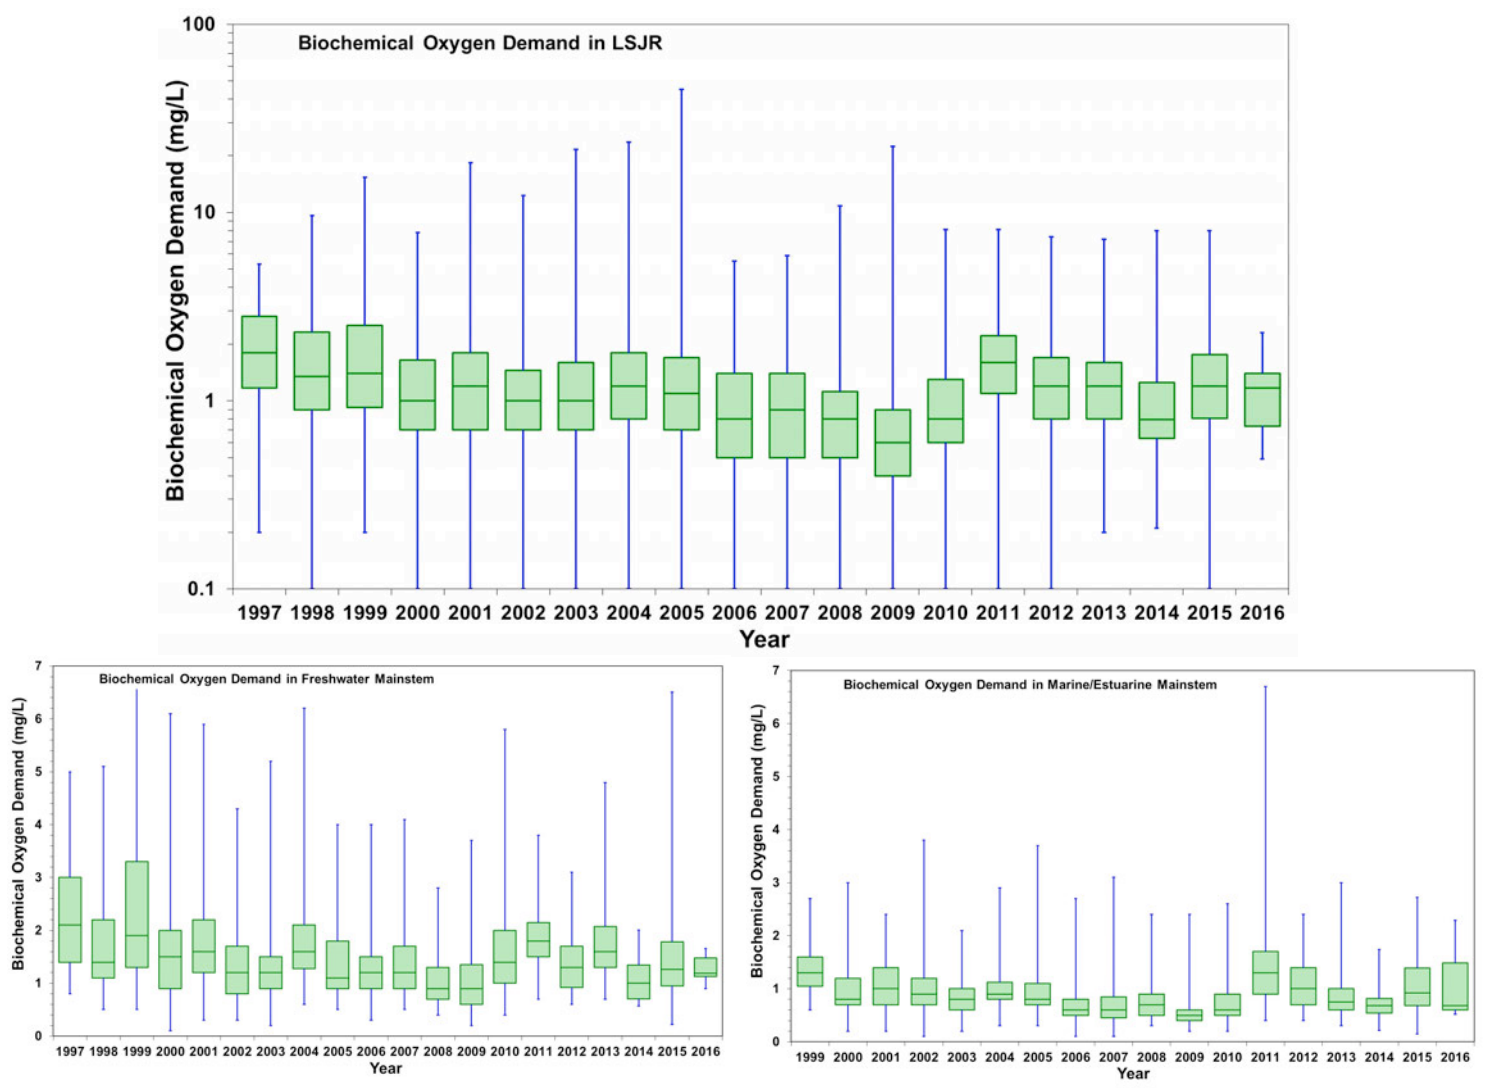 Biochemical Oxygen Demand in LSJR
Biochemical Oxygen Demand (mg/L)
100
10
1
0.1
1997 1998 1999 2000 2001 2002 2003 2004 2005 2006 2007 2008 2009 2010 2011 2012 2013 2014 2015 2016
Year
Biochemical Oxygen Demand in Freshwater Mainstem
Biochemical Oxygen Demand (mg/L)
7
6
5
4
3
2
1
0
1997 1998 1999 2000 2001 2002 2003 2004 2005 2006 2007 2008 2009 2010 2011 2012 2013 2014 2015 2016
Year
Biochemical Oxygen Demand in Marine/Estuarine Mainstem
Biochemical Oxygen Demand (mg/L)
7
6
5
4
3
2
1
0
1999 2000 2001 2002 2003 2004 2005 2006 2007 2008 2009 2010 2011 2012 2013 2014 2015 2016
Year